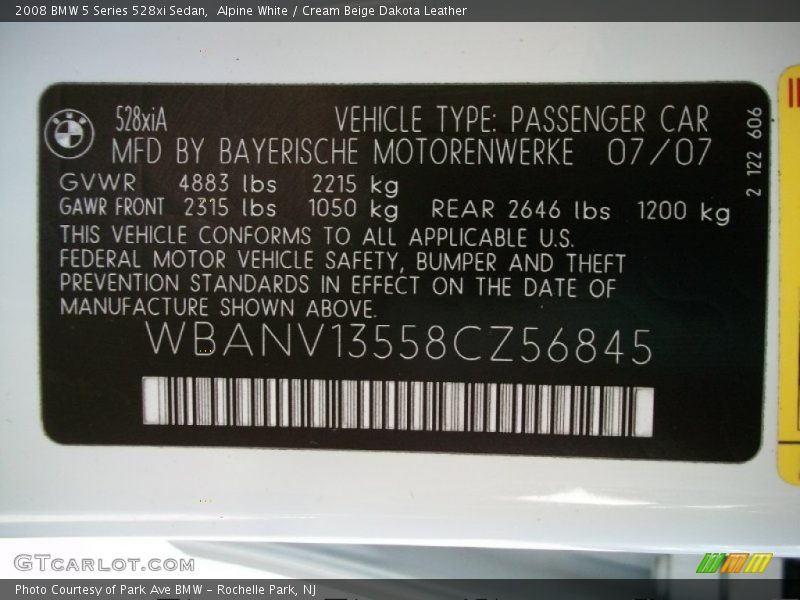 2008 BMW 5 Series 528xi Sedan,  Alpine White / Cream Beige Dakota Leather
528xiA VEHICLE TYPE: PASSENGER CAR
MFD BY BAYERISCHE MOTORENWERKE 07/07
GVWR 4883 lbs 2215 kg
GAWR FRONT 2315 lbs 1050 kg REAR 2646 lbs 1200 kg
THIS VEHICLE CONFORMS TO ALL APPLICABLE U.S.
FEDERAL MOTOR VEHICLE SAFETY, BUMPER AND THEFT
PREVENTION STANDARDS IN EFFECT ON THE DATE OF
MANUFACTURE SHOWN ABOVE.
WBANV13558CZ56845
2 122 606
GTCARLOT.COM
Photo Courtesy of Park Ave BMW - Rochelle Park, NJ